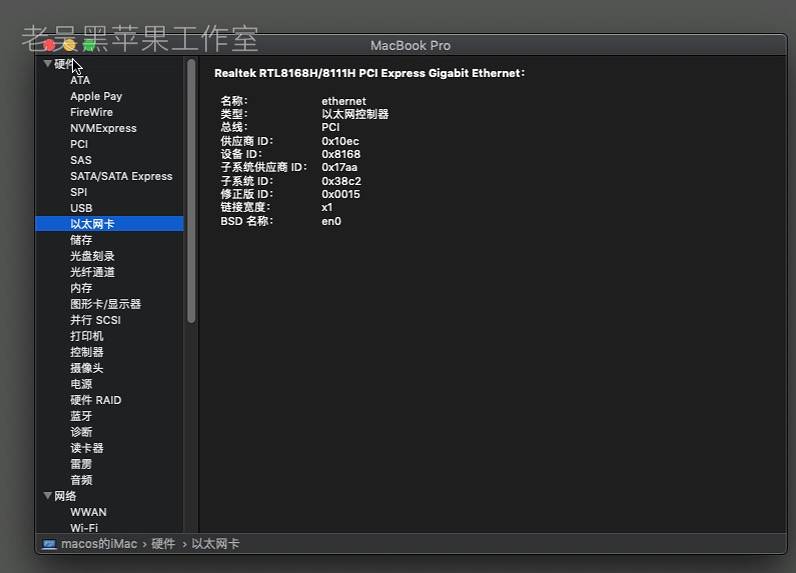 老吴黑苹果工作室
MacBook Pro
硬件
ATA
Apple Pay
FireWire
NVMExpress
PCI
SAS
SATA/SATA Express
SPI
USB
以太网卡
储存
光盘刻录
光纤通道
内存
图形卡/显示器
并行 SCSI
打印机
控制器
摄像头
电源
硬件 RAID
蓝牙
诊断
读卡器
雷雳
音频
网络
WWAN
Wi-Fi
Realtek RTL8168H/8111H PCI Express Gigabit Ethernet：
名称： ethernet
类型： 以太网控制器
总线： PCI
供应商 ID： 0x10ec
设备 ID： 0x8168
子系统供应商 ID： 0x17aa
子系统 ID： 0x38c2
修正版 ID： 0x0015
链接宽度： x1
BSD 名称： en0
macos的iMac › 硬件 › 以太网卡